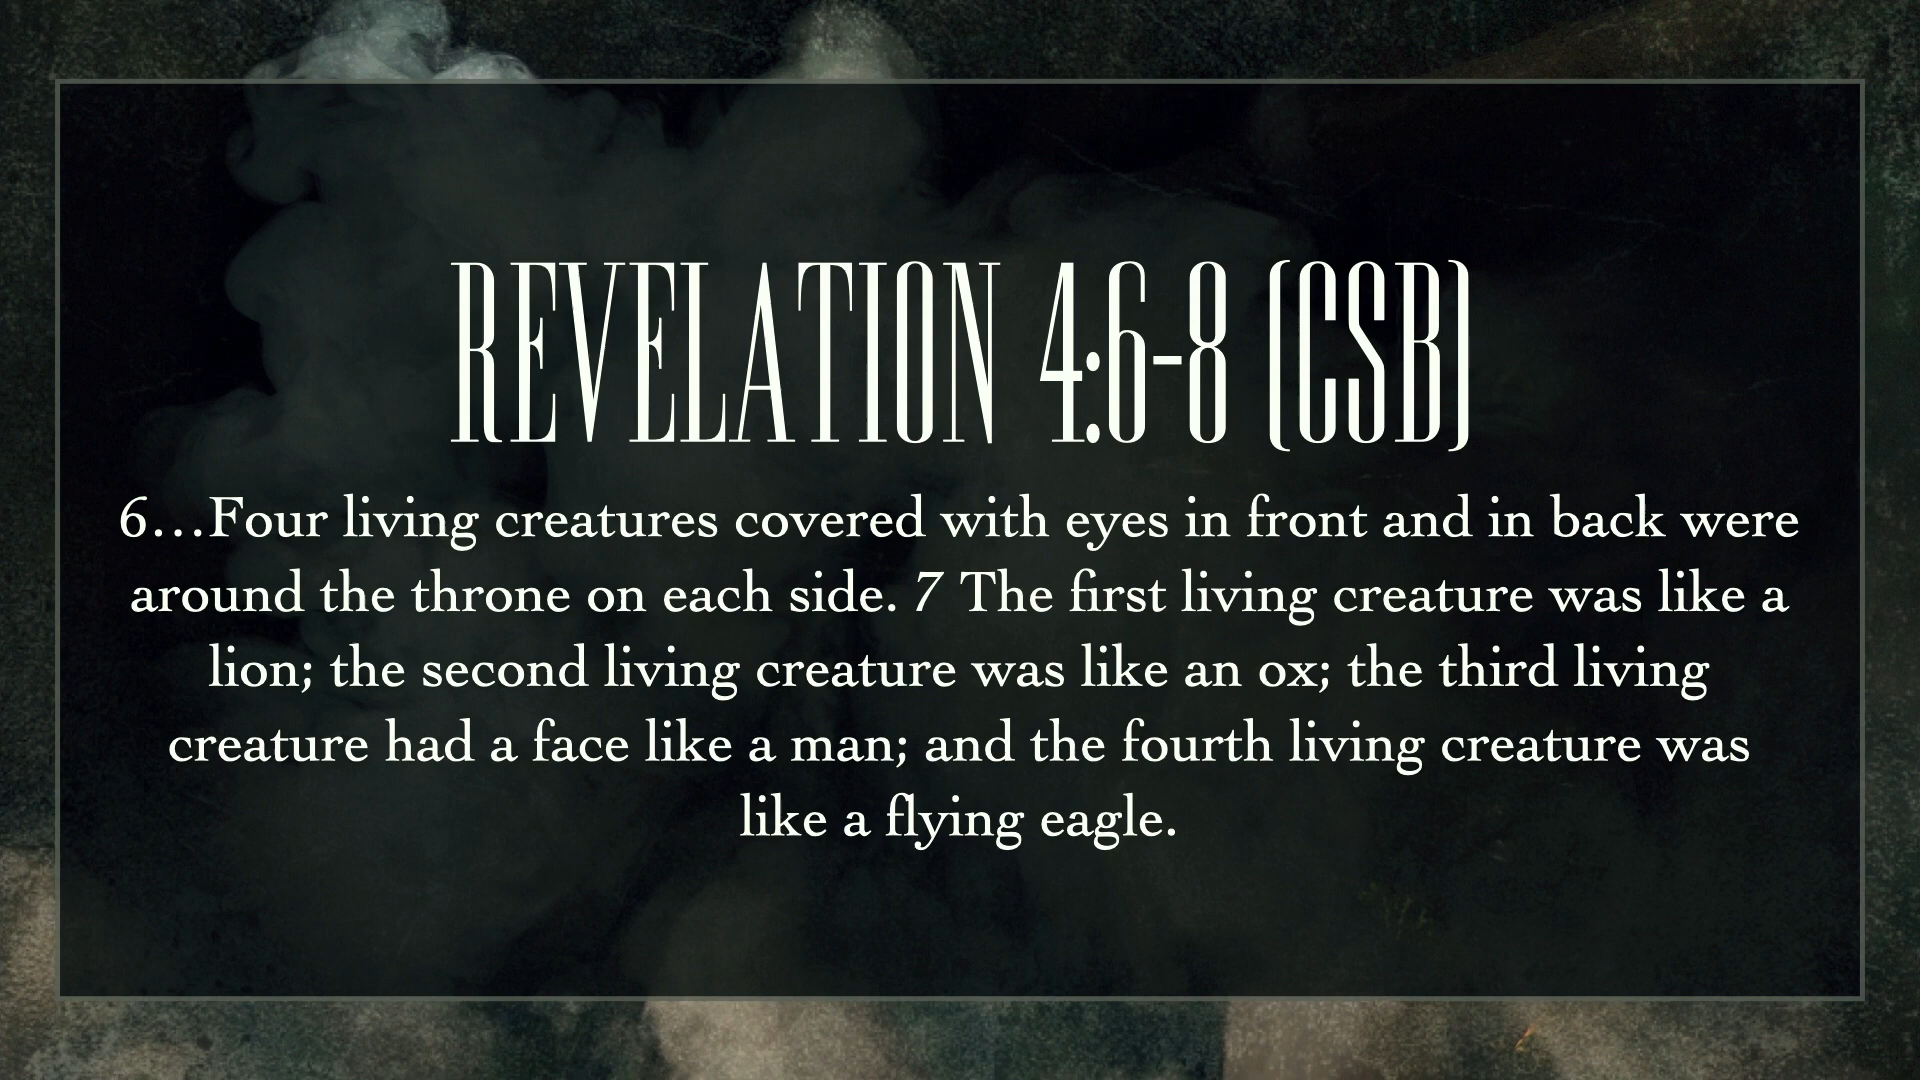 REVELATION 4:6-8 (CSB)
6…Four living creatures covered with eyes in front and in back were
around the throne on each side. 7 The first living creature was like a
lion; the second living creature was like an ox; the third living
creature had a face like a man; and the fourth living creature was
like a flying eagle.